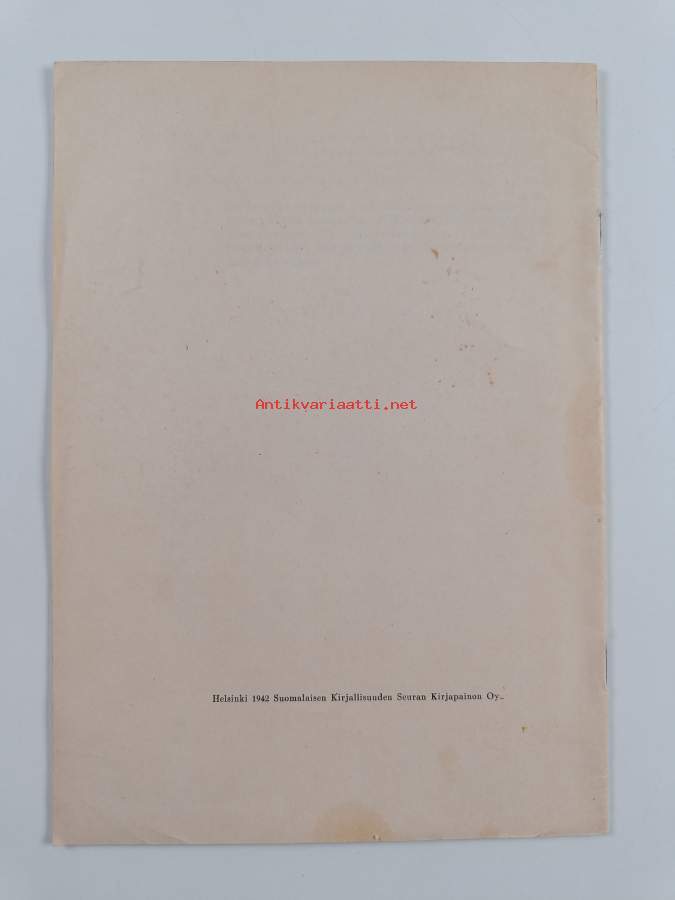 Antikvariaatti.net
Helsinki 1942 Suomalaisen Kirjallisuuden Seuran Kirjapainon Oy.